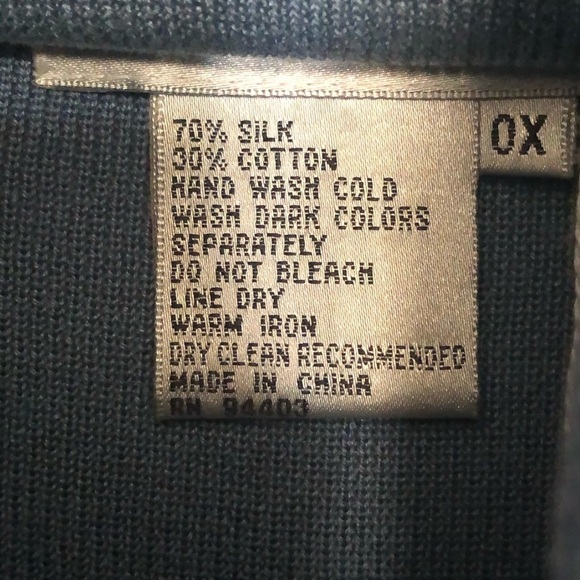 70% SILK
30% COTTON
HAND WASH COLD
WASH DARK COLORS
SEPARATELY
DO NOT BLEACH
LINE DRY
WARM IRON
DRY CLEAN RECOMMENDED
MADE IN CHINA
RN 94403
OX